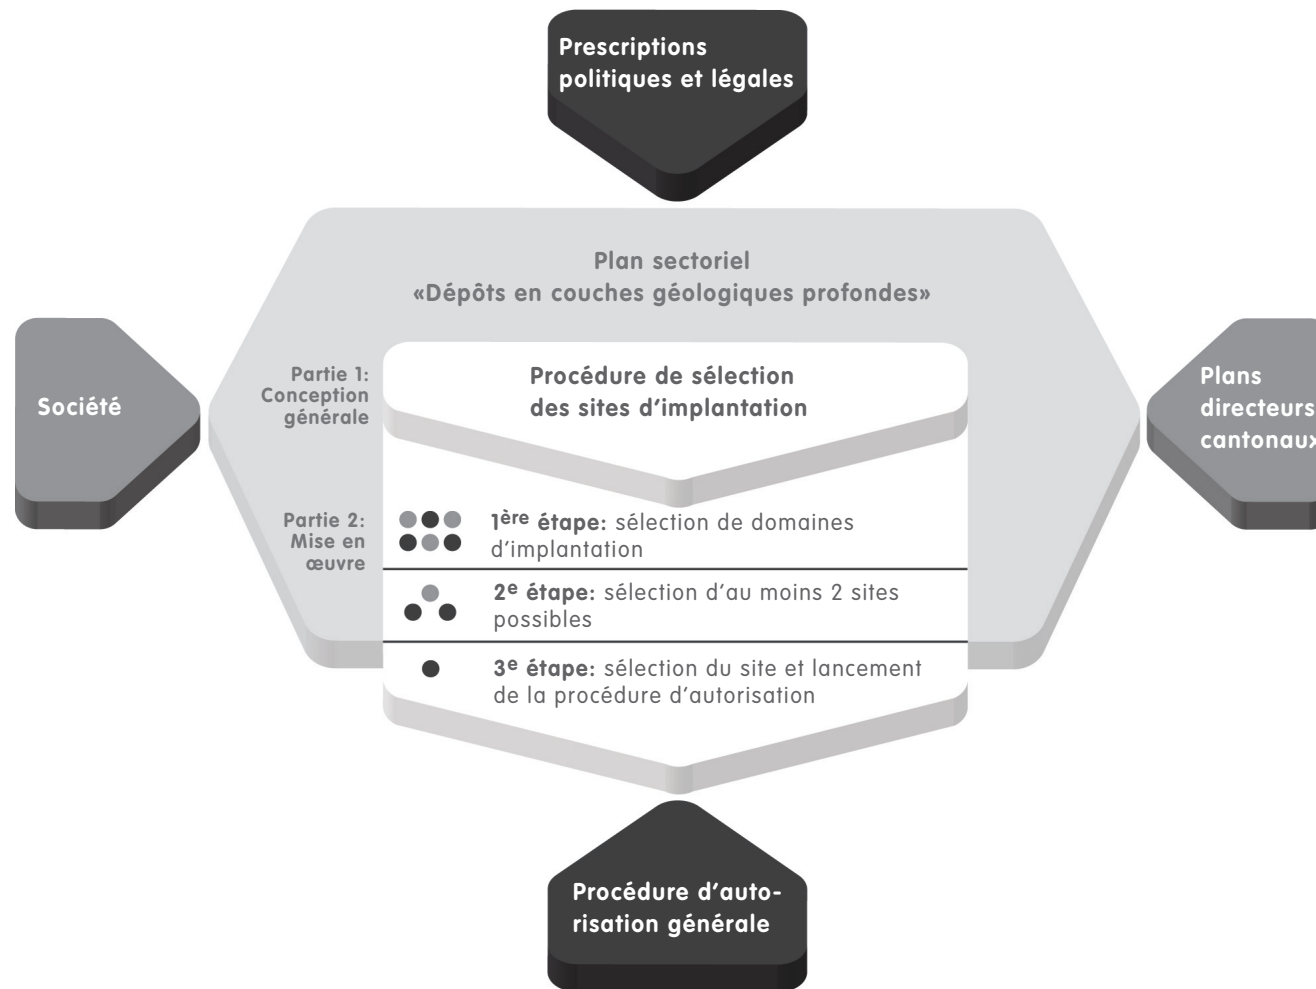 Prescriptions
politiques et légales
Plan sectoriel
«Dépôts en couches géologiques profondes»
Société
Partie 1:
Conception
générale
Procédure de sélection
des sites d'implantation
Plans
directeurs
cantonaux
Partie 2:
Mise en
œuvre
1ère étape: sélection de domaines
d'implantation
2e étape: sélection d'au moins 2 sites
possibles
3e étape: sélection du site et lancement
de la procédure d'autorisation
Procédure d'auto-
risation générale